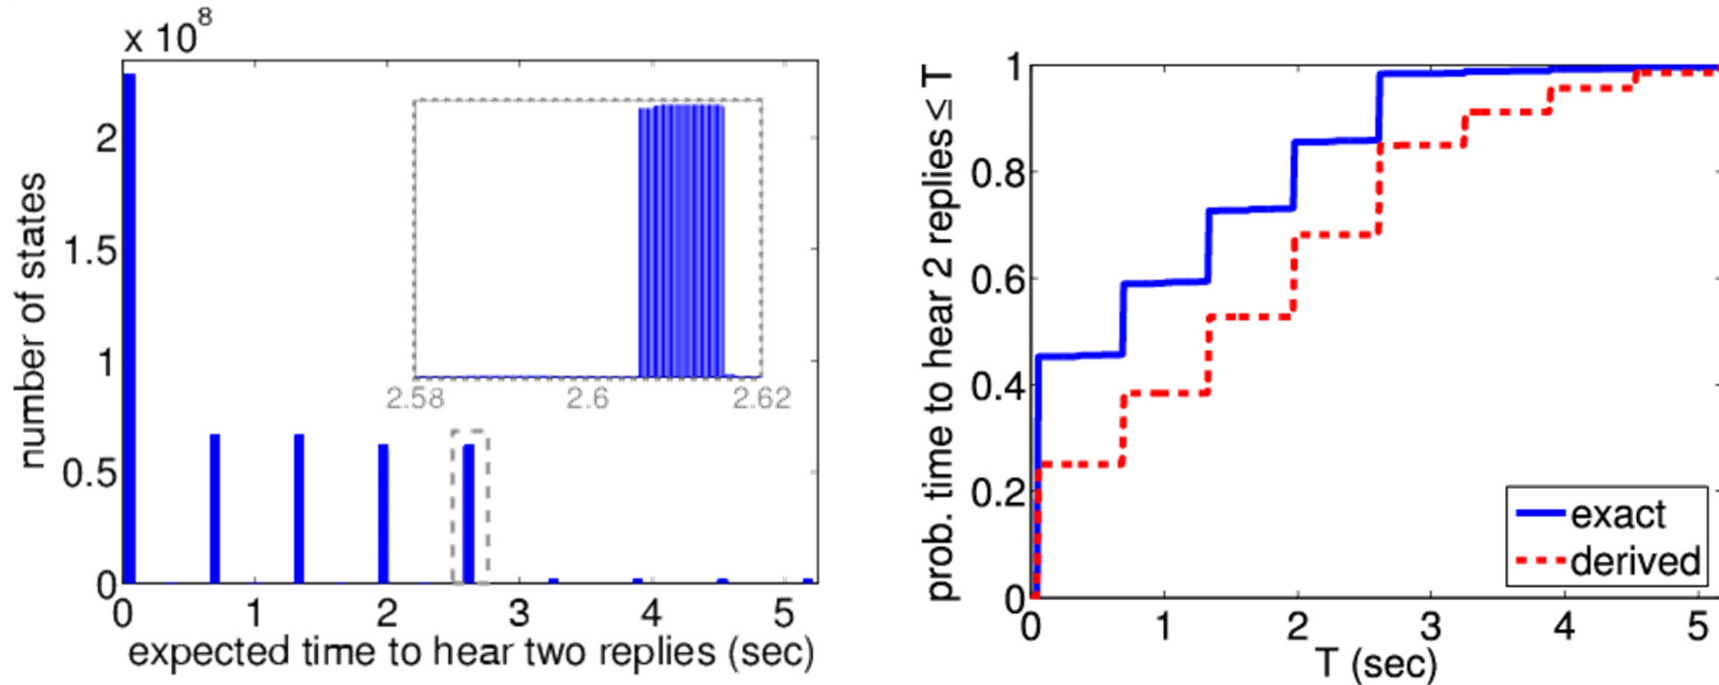 x 10⁸
number of states
2
1.5
1
0.5
0
0 1 2 3 4 5
2.58 2.6 2.62
expected time to hear two replies (sec)
prob. time to hear 2 replies≤T
1
0.8
0.6
0.4
0.2
0
0 1 2 3 4 5
T (sec)
exact
derived